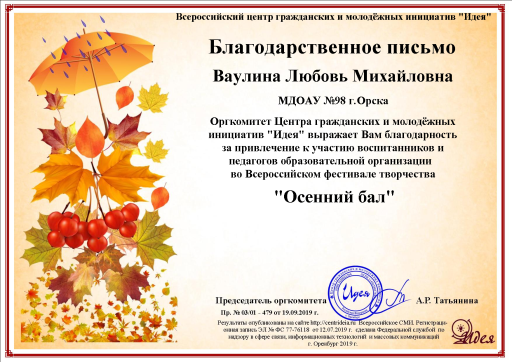 Всероссийский центр гражданских и молодёжных инициатив "Идея"
Благодарственное письмо
Ваулина Любовь Михайловна
МДОАУ №98 г.Орска
Оргкомитет Центра гражданских и молодёжных
инициатив "Идея" выражает Вам благодарность
за привлечение к участию воспитанников и
педагогов образовательной организации
во Всероссийском фестивале творчества
"Осенний бал"
Председатель оргкомитета А.Р. Татьянина
Пр. № 03/01 – 479 от 19.09.2019 г.
Результаты опубликованы на сайте http://centrideia.ru Всероссийское СМИ. Регистраци-
онная запись ЭЛ № ФС 77-76118 от 12.07.2019 г. сделана Федеральной службой по
надзору в сфере связи, информационных технологий и массовых коммуникаций
г. Оренбург 2019 г.
Идея
Идея